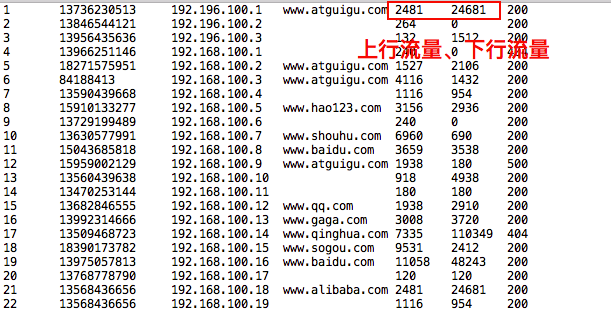 1 13736230513 192.196.100.1 www.atguigu.com 2481 24681 200
2 13846544121 192.196.100.2 264 0 200
3 13956435636 192.196.100.3 132 1512 200
上行流量、下行流量
4 13966251146 192.168.100.1 0
5 18271575951 192.168.100.2 www.atguigu.com 1527 2106 200
6 84188413 192.168.100.3 www.atguigu.com 4116 1432 200
7 13590439668 192.168.100.4 1116 954 200
8 15910133277 192.168.100.5 www.hao123.com 3156 2936 200
9 13729199489 192.168.100.6 240 0 200
10 13630577991 192.168.100.7 www.shouhu.com 6960 690 200
11 15043685818 192.168.100.8 www.baidu.com 3659 3538 200
12 15959002129 192.168.100.9 www.atguigu.com 1938 180 500
13 13560439638 192.168.100.10 918 4938 200
14 13470253144 192.168.100.11 180 180 200
15 13682846555 192.168.100.12 www.qq.com 1938 2910 200
16 13992314666 192.168.100.13 www.gaga.com 3008 3720 200
17 13509468723 192.168.100.14 www.qinghua.com 7335 110349 404
18 18390173782 192.168.100.15 www.sogou.com 9531 2412 200
19 13975057813 192.168.100.16 www.baidu.com 11058 48243 200
20 13768778790 192.168.100.17 120 120 200
21 13568436656 192.168.100.18 www.alibaba.com 2481 24681 200
22 13568436656 192.168.100.19 1116 954 200